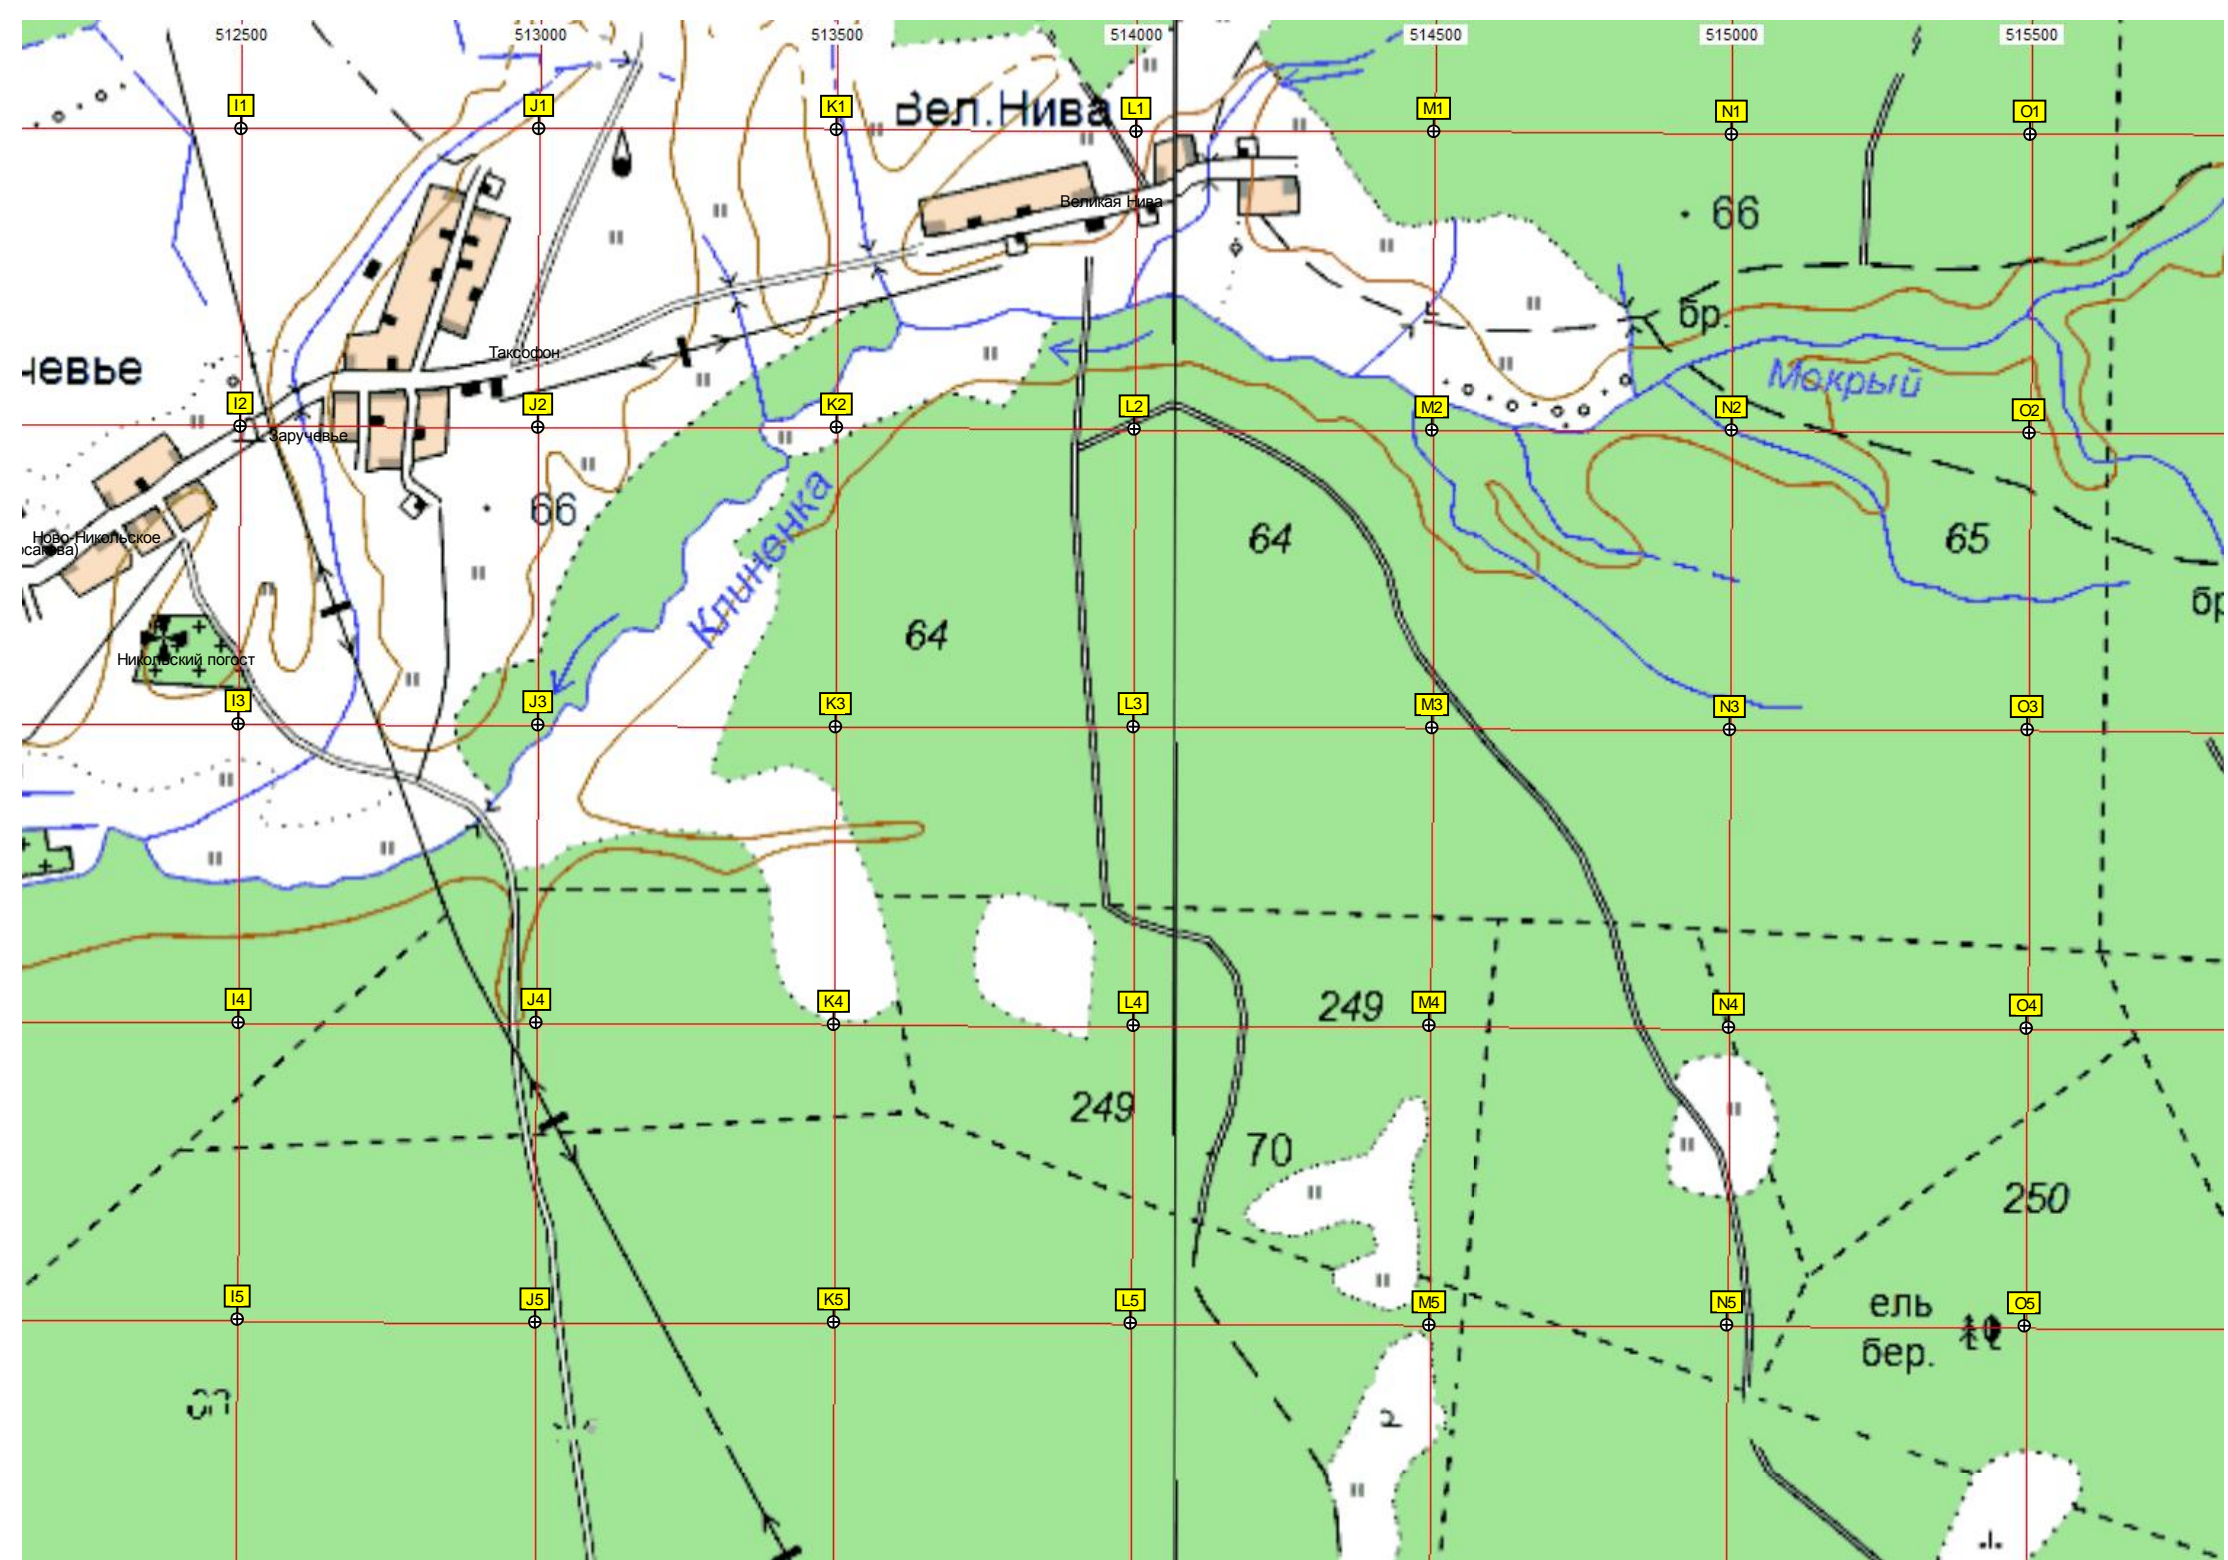 512500 513000 513500 514000 514500 515000 515500
I1 J1 K1 Вел.Нива L1 M1 N1 O1
66
Великая Нива
бр.
Таксофон
чевье
Мокрый
I2 J2 K2 L2 M2 N2 O2
Заручевье
66
Клиненка
64
65
Ново-Никольское
бр
64
Никольский погост
I3 J3 K3 L3 M3 N3 O3
I4 J4 K4 L4 249 M4 N4 O4
249
70
250
I5 J5 K5 L5 M5 N5 O5
ель
бер.